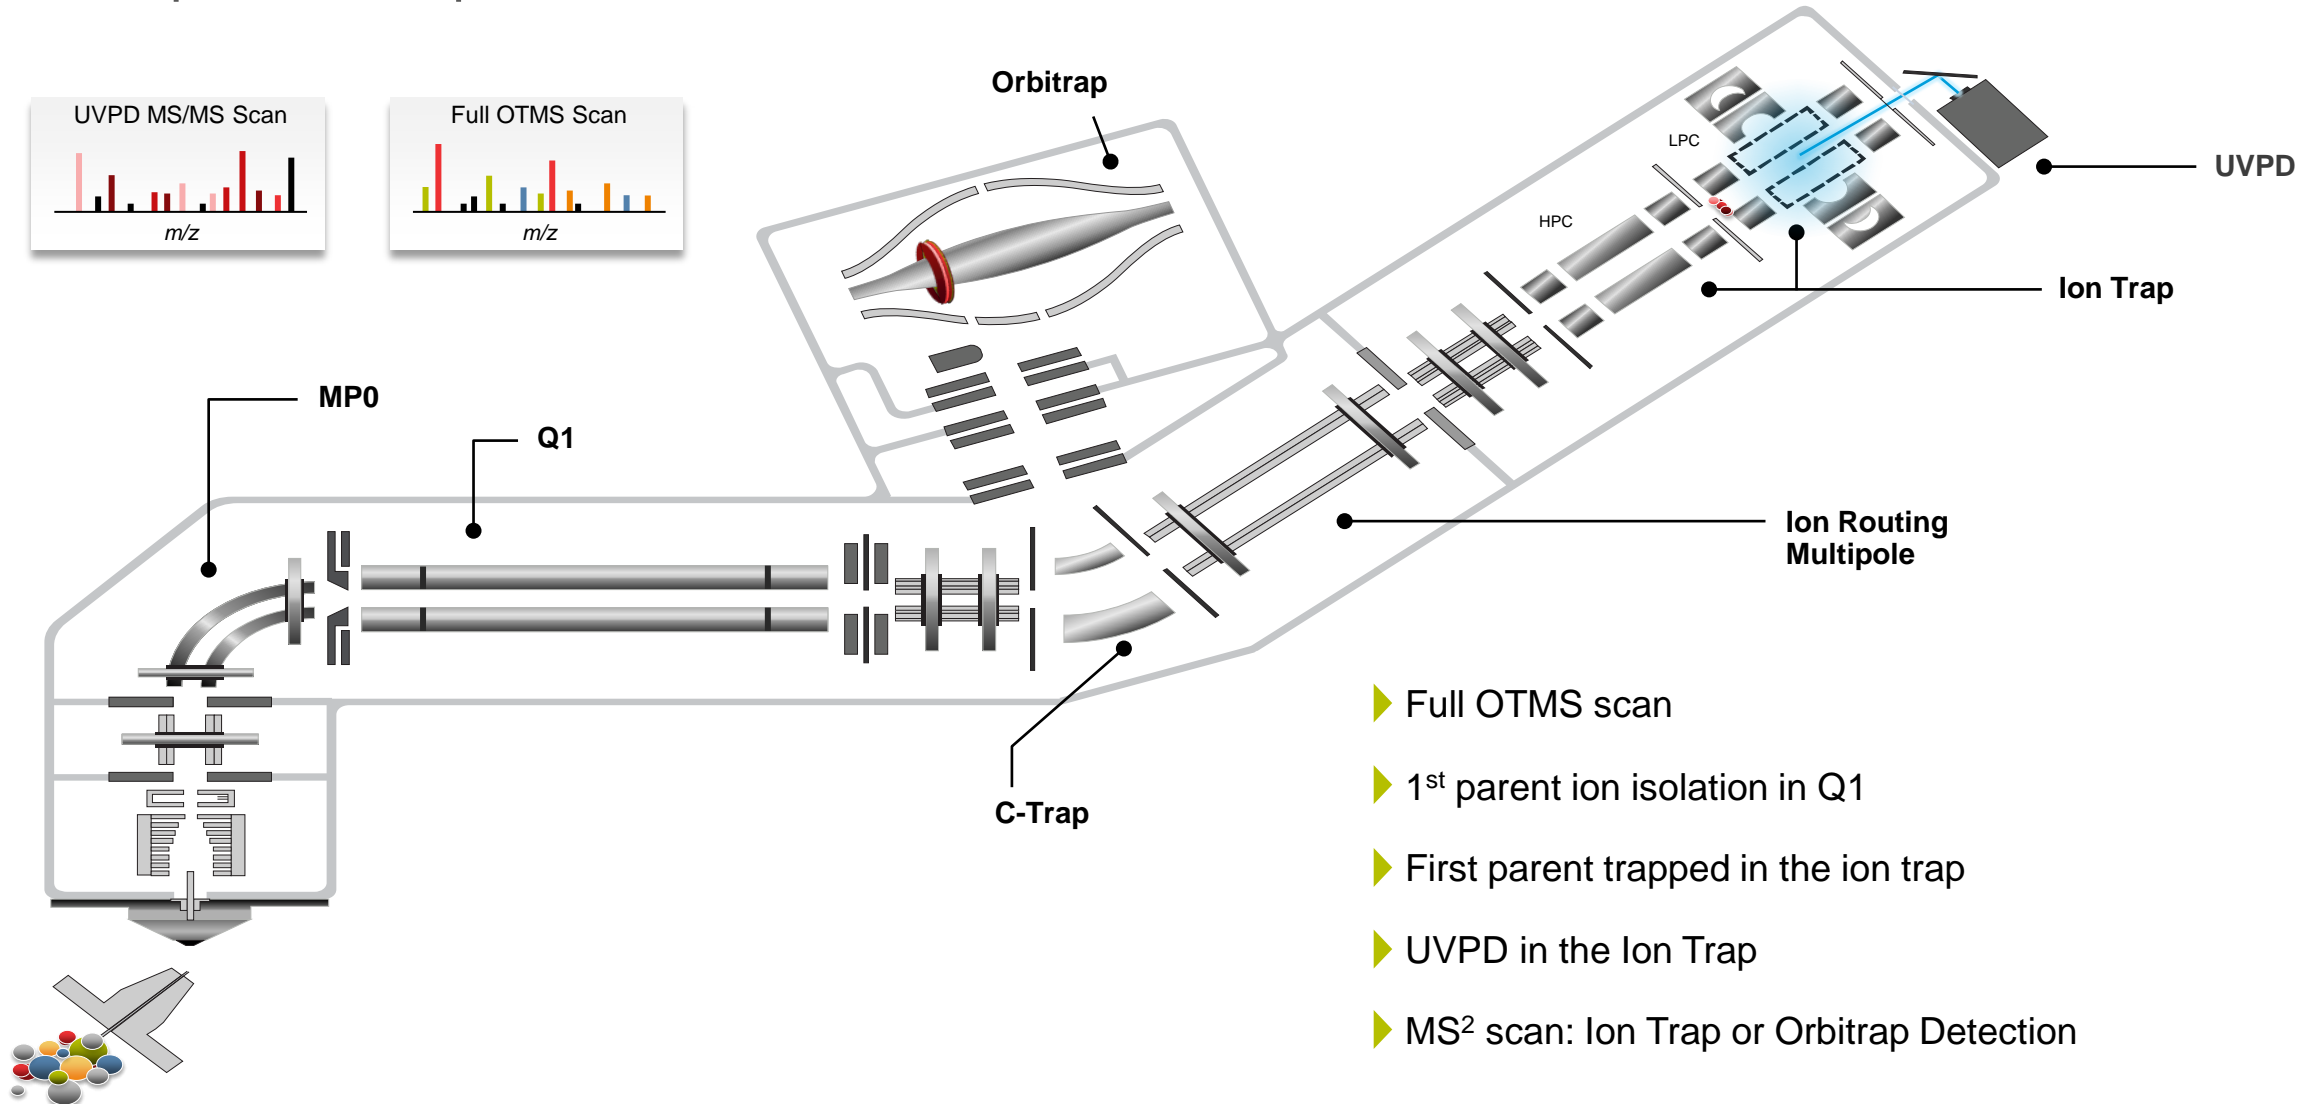 UVPD MS/MS Scan
m/z
Full OTMS Scan
m/z
Orbitrap
LPC
HPC
UVPD
Ion Trap
MP0
Q1
Ion Routing
Multipole
C-Trap
Full OTMS scan
1st parent ion isolation in Q1
First parent trapped in the ion trap
UVPD in the Ion Trap
MS2 scan: Ion Trap or Orbitrap Detection